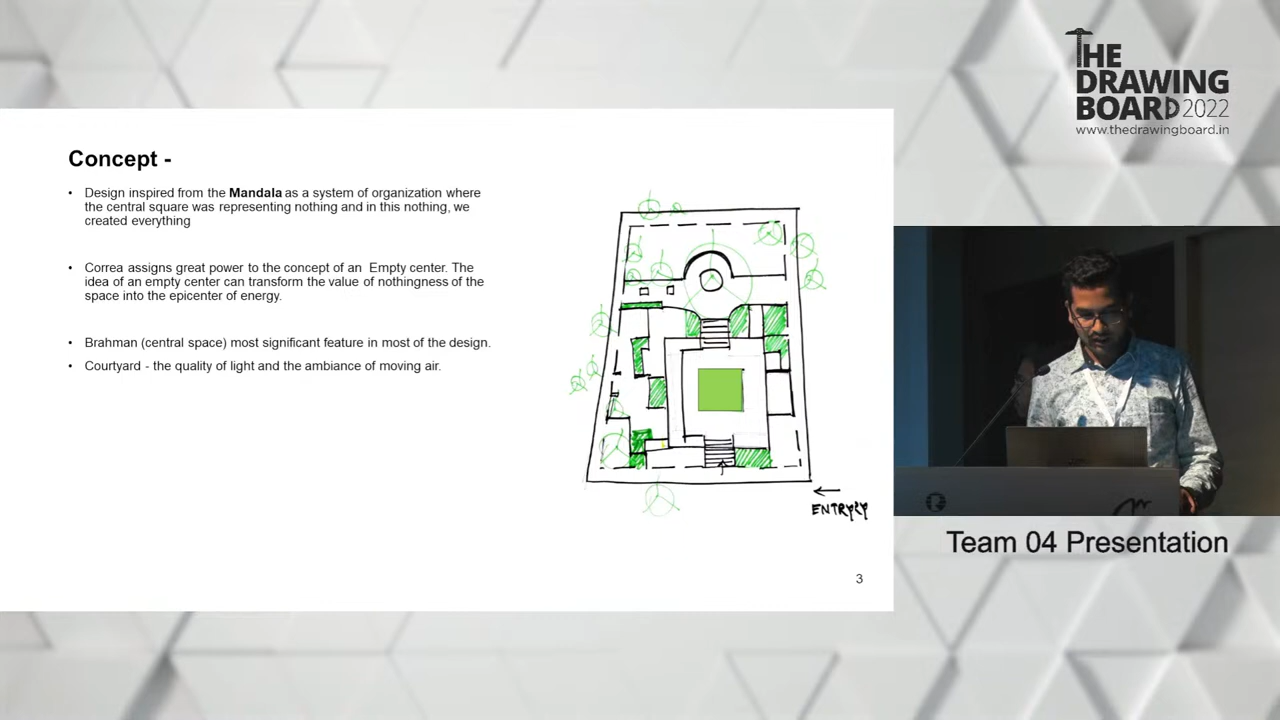 THE
DRAWING
BOARD 2022
www.thedrawingboard.in
Concept -
• Design inspired from the Mandala as a system of organization where
the central square was representing nothing and in this nothing, we
created everything
• Correa assigns great power to the concept of an Empty center. The
idea of an empty center can transform the value of nothingness of the
space into the epicenter of energy.
• Brahman (central space) most significant feature in most of the design.
• Courtyard - the quality of light and the ambiance of moving air.
3
Team 04 Presentation